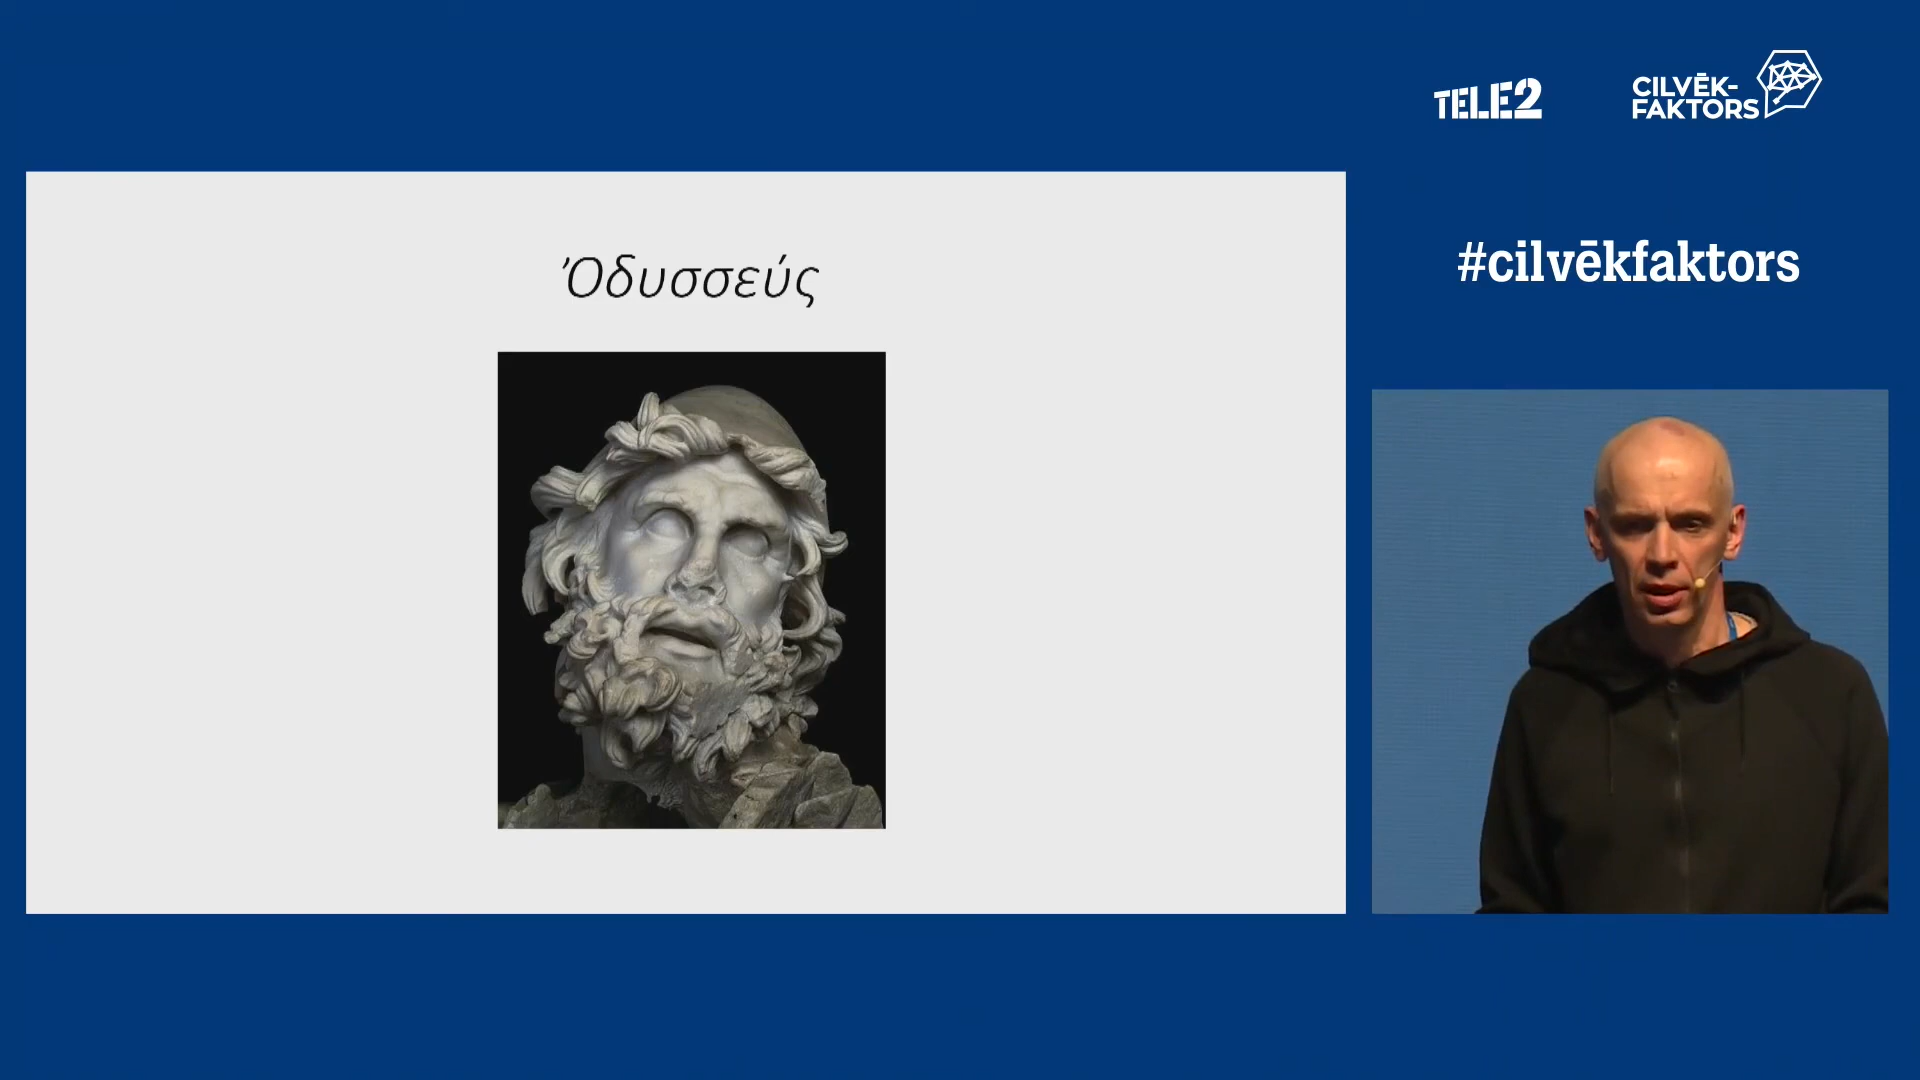 TELE2
CILVĒK-
FAKTORS
Ὀδυσσεύς
#cilvēkfaktors